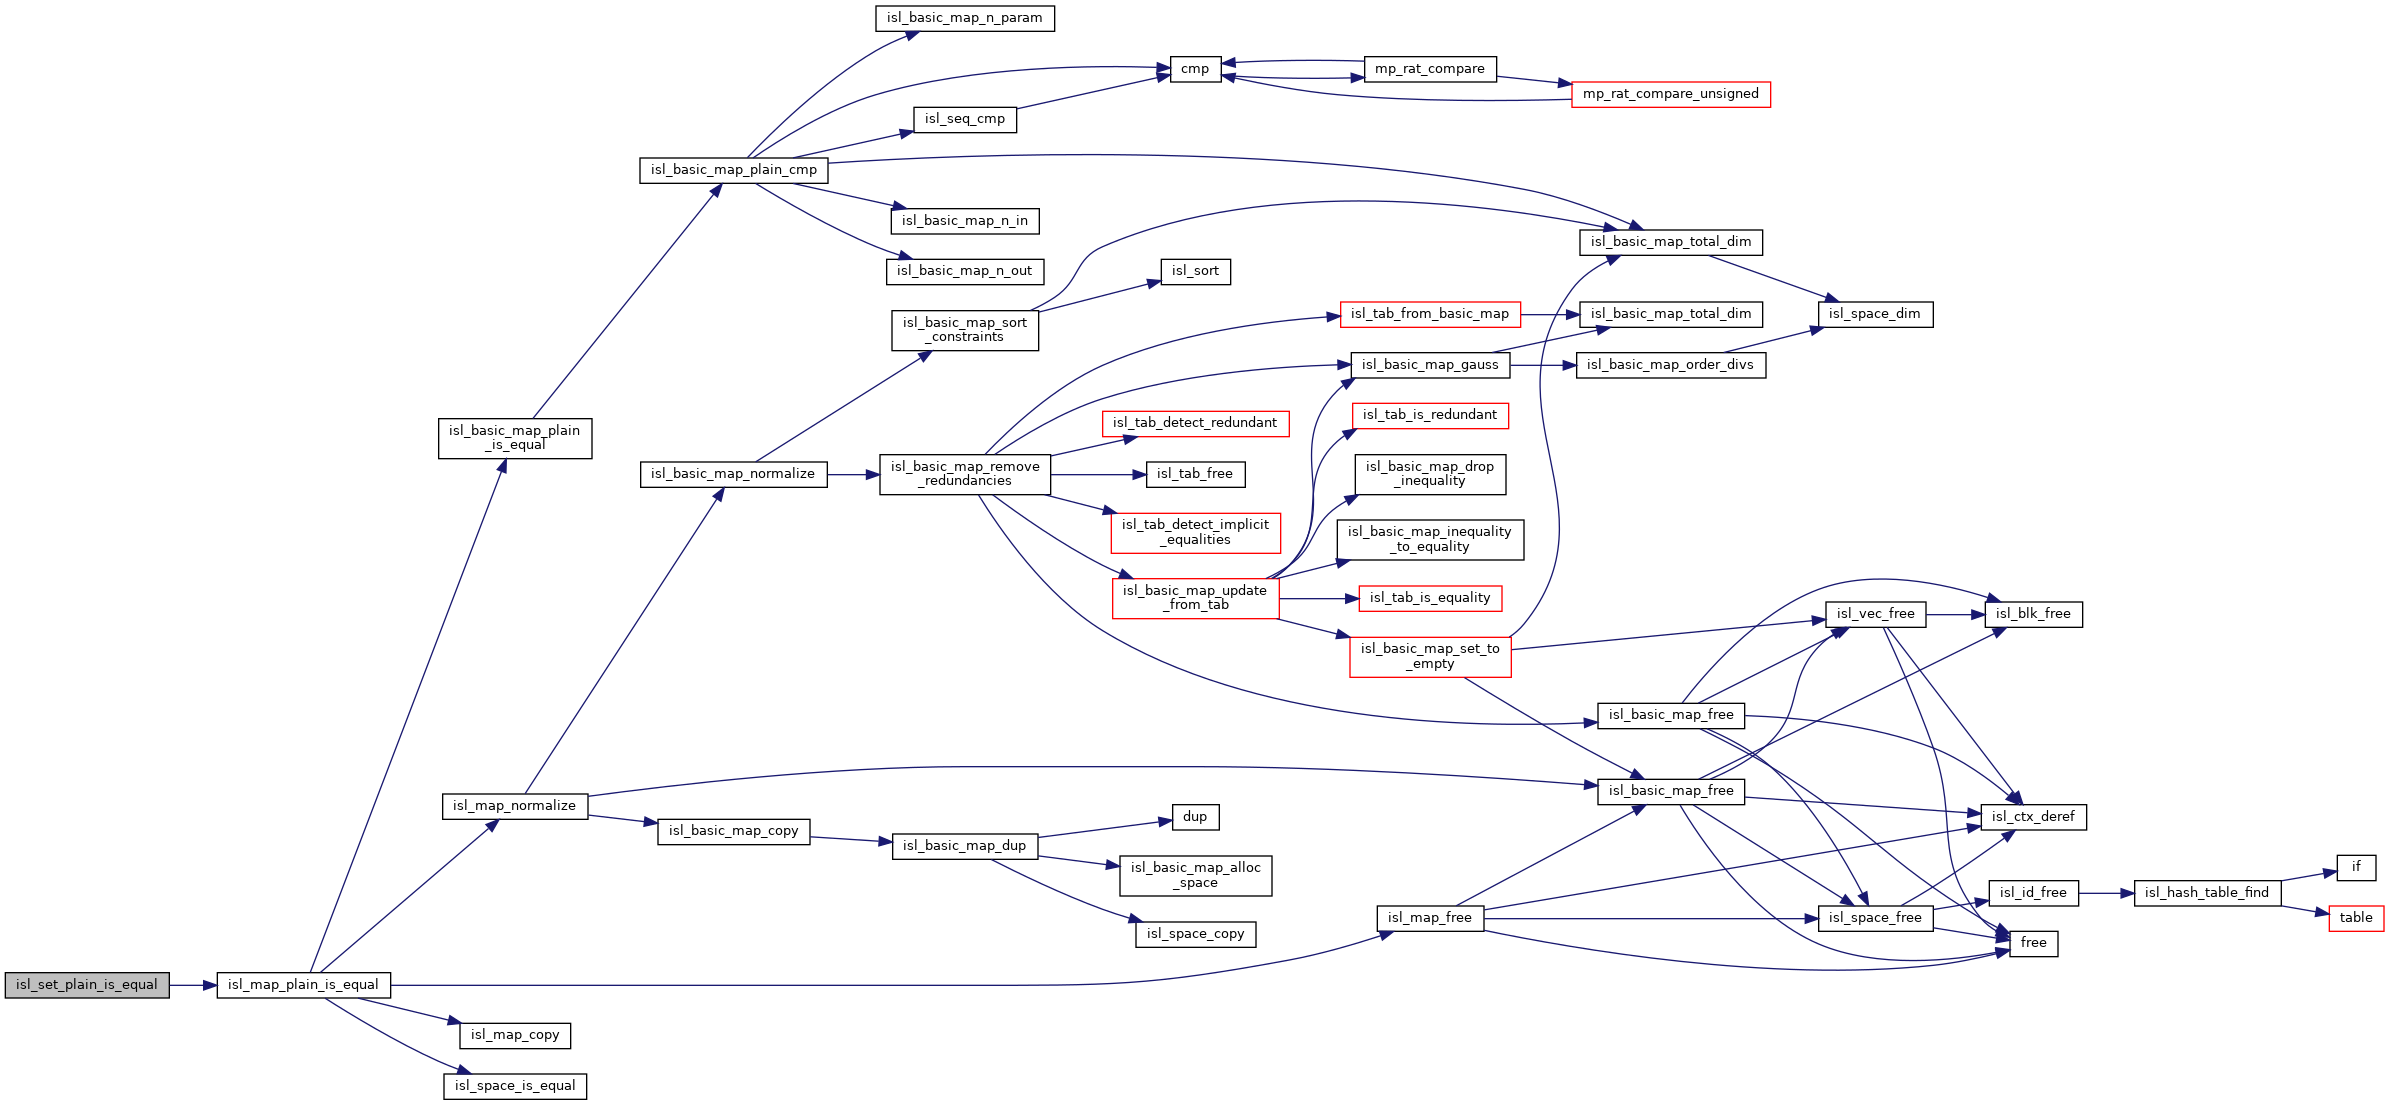 isl_basic_map_n_param
cmp
mp_rat_compare
mp_rat_compare_unsigned
isl_seq_cmp
isl_basic_map_plain_cmp
isl_basic_map_n_in
isl_basic_map_total_dim
isl_basic_map_n_out
isl_sort
isl_basic_map_sort
_constraints
isl_tab_from_basic_map
isl_basic_map_total_dim
isl_space_dim
isl_basic_map_gauss
isl_basic_map_order_divs
isl_basic_map_plain
_is_equal
isl_tab_detect_redundant
isl_tab_is_redundant
isl_basic_map_normalize
isl_basic_map_remove
_redundancies
isl_tab_free
isl_basic_map_drop
_inequality
isl_tab_detect_implicit
_equalities
isl_basic_map_inequality
_to_equality
isl_basic_map_update
_from_tab
isl_tab_is_equality
isl_vec_free
isl_blk_free
isl_basic_map_set_to
_empty
isl_basic_map_free
isl_basic_map_free
isl_map_normalize
isl_basic_map_copy
dup
isl_ctx_deref
isl_basic_map_dup
isl_basic_map_alloc
_space
if
isl_id_free
isl_hash_table_find
isl_map_free
isl_space_free
table
isl_space_copy
free
isl_set_plain_is_equal
isl_map_plain_is_equal
isl_map_copy
isl_space_is_equal